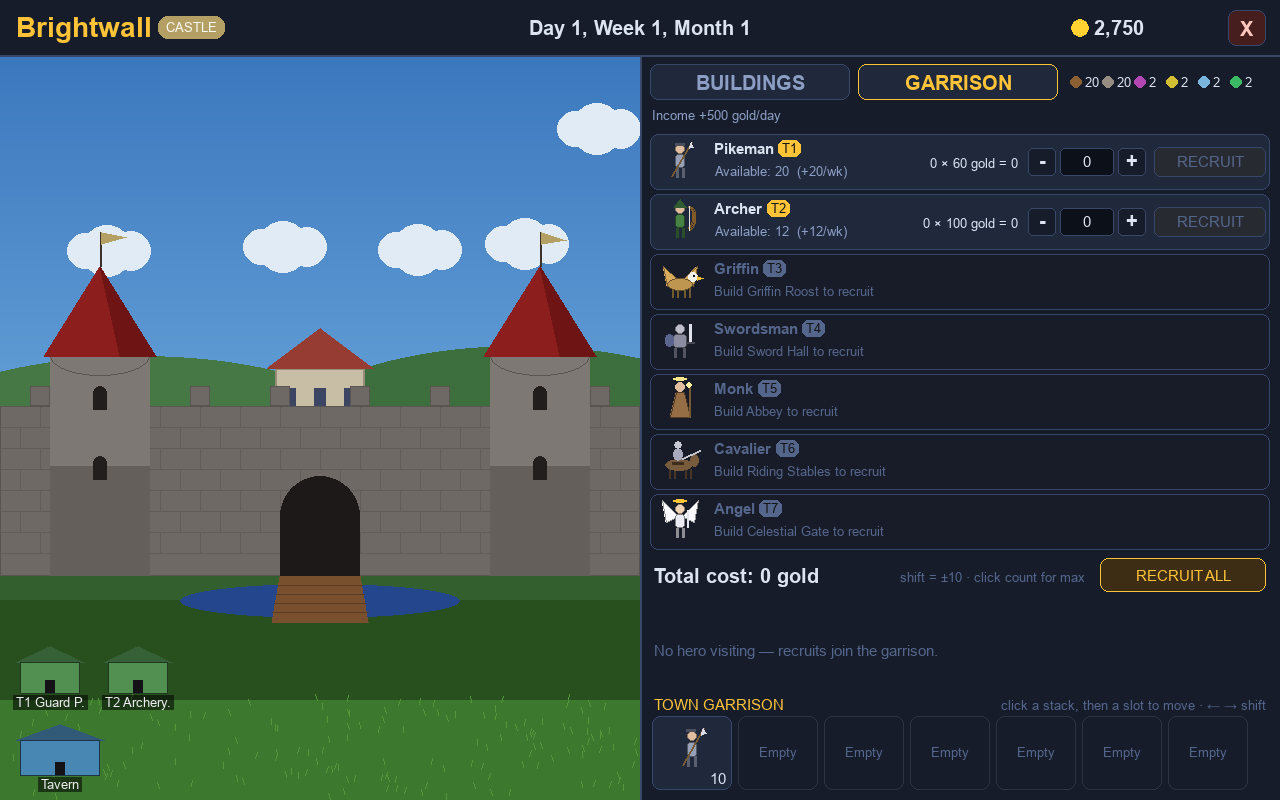 Brightwall CASTLE
Day 1, Week 1, Month 1
2,750
X
BUILDINGS
GARRISON
20 20 2 2 2 2
Income +500 gold/day
Pikeman T1
Available: 20 (+20/wk)
0 × 60 gold = 0
- 0 +
RECRUIT
Archer T2
Available: 12 (+12/wk)
0 × 100 gold = 0
- 0 +
RECRUIT
Griffin T3
Build Griffin Roost to recruit
Swordsman T4
Build Sword Hall to recruit
Monk T5
Build Abbey to recruit
Cavalier T6
Build Riding Stables to recruit
Angel T7
Build Celestial Gate to recruit
Total cost: 0 gold
shift = ±10 · click count for max
RECRUIT ALL
No hero visiting — recruits join the garrison.
TOWN GARRISON
click a stack, then a slot to move · ← → shift
10
Empty
Empty
Empty
Empty
Empty
Empty
T1 Guard P.
T2 Archery.
Tavern